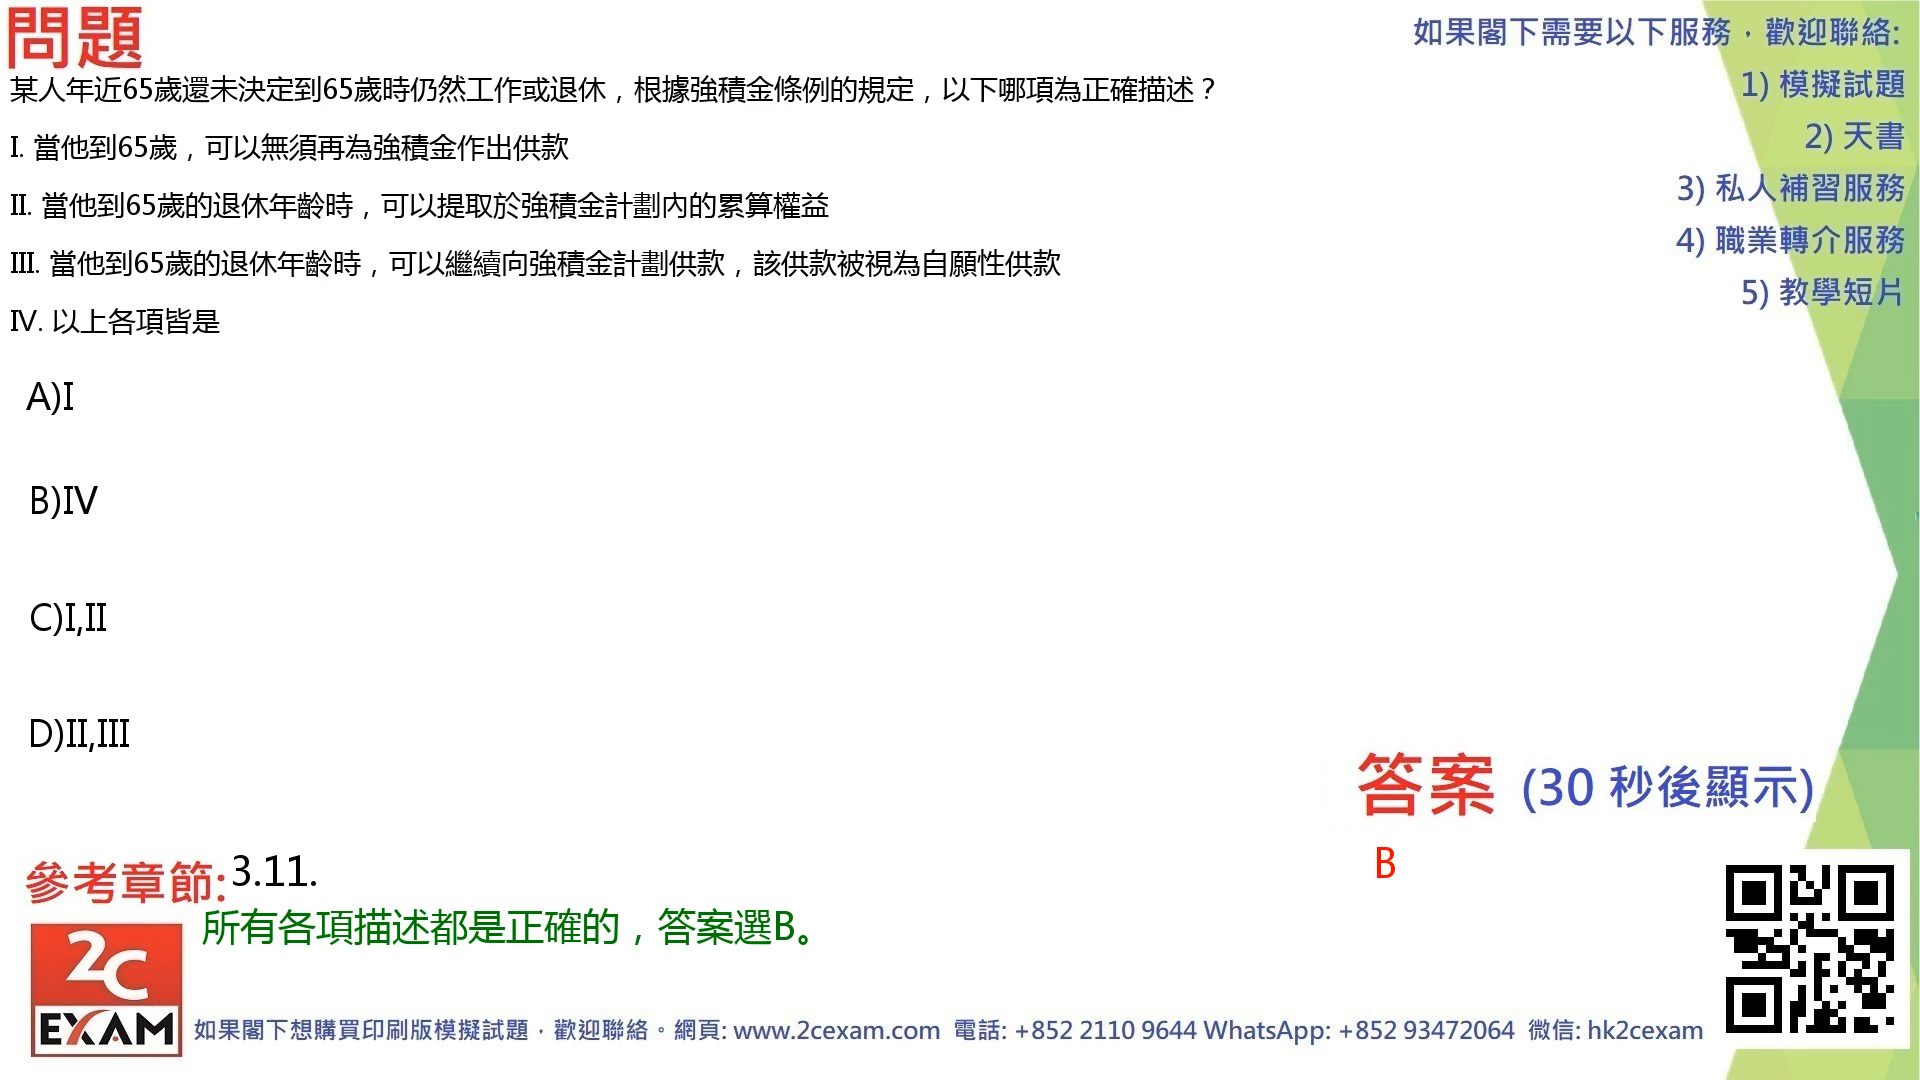 問題
某人年近65歲還未決定到65歲時仍然工作或退休，根據強積金條例的規定，以下哪項為正確描述？
I. 當他到65歲，可以無須再為強積金作出供款
II. 當他到65歲的退休年齡時，可以提取於強積金計劃內的累算權益
III. 當他到65歲的退休年齡時，可以繼續向強積金計劃供款，該供款被視為自願性供款
IV. 以上各項皆是
A)I
B)IV
C)I,II
D)II,III
如果閣下需要以下服務，歡迎聯絡:
1) 模擬試題
2) 天書
3) 私人補習服務
4) 職業轉介服務
5) 教學短片
答案 (30 秒後顯示)
B
參考章節:3.11.
所有各項描述都是正確的，答案選B。
2C
EXAM
如果閣下想購買印刷版模擬試題，歡迎聯絡。網頁: www.2cexam.com 電話: +852 2110 9644 WhatsApp: +852 93472064 微信: hk2cexam